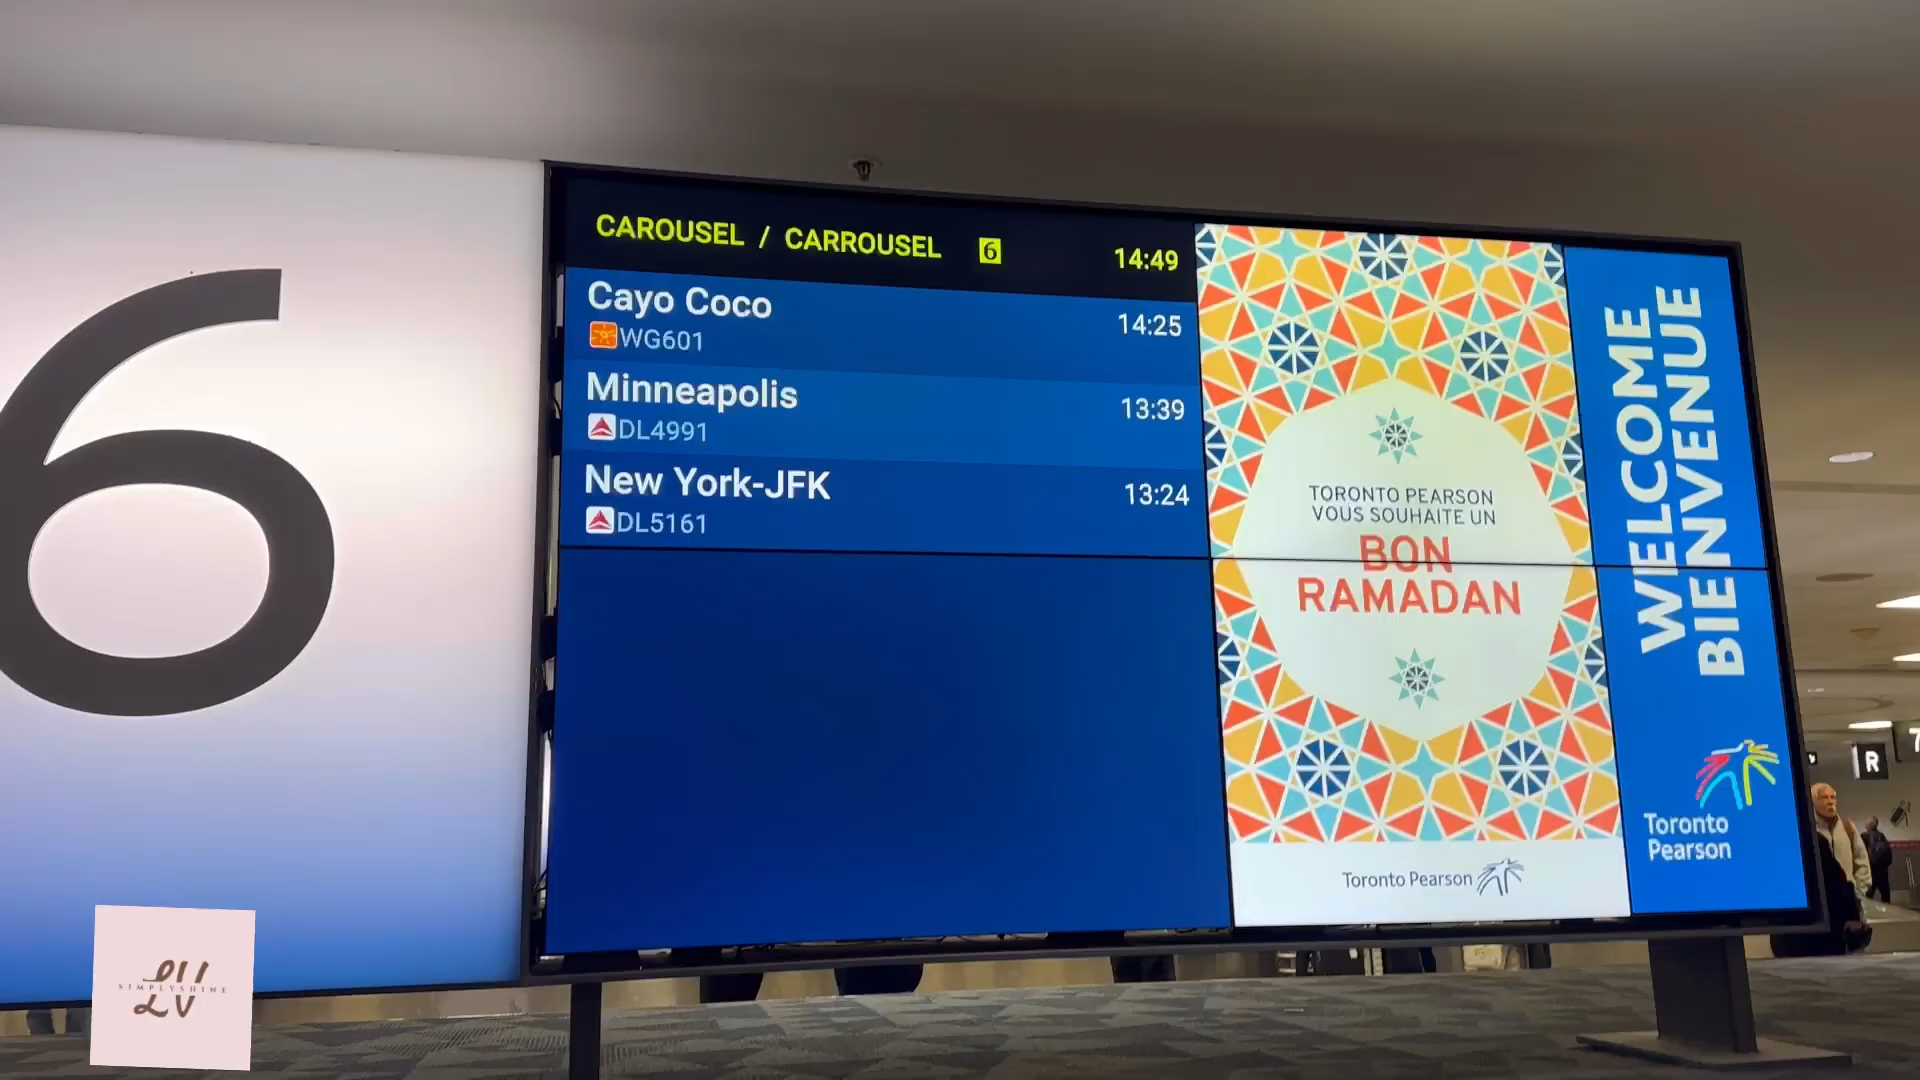 6
CAROUSEL / CARROUSEL 6 14:49
Cayo Coco 14:25
WG601
Minneapolis 13:39
DL4991
New York-JFK 13:24
DL5161
TORONTO PEARSON
VOUS SOUHAITE UN
BON
RAMADAN
Toronto Pearson
WELCOME
BIENVENUE
Toronto
Pearson
R
7
SIMPLYSHINE
LV